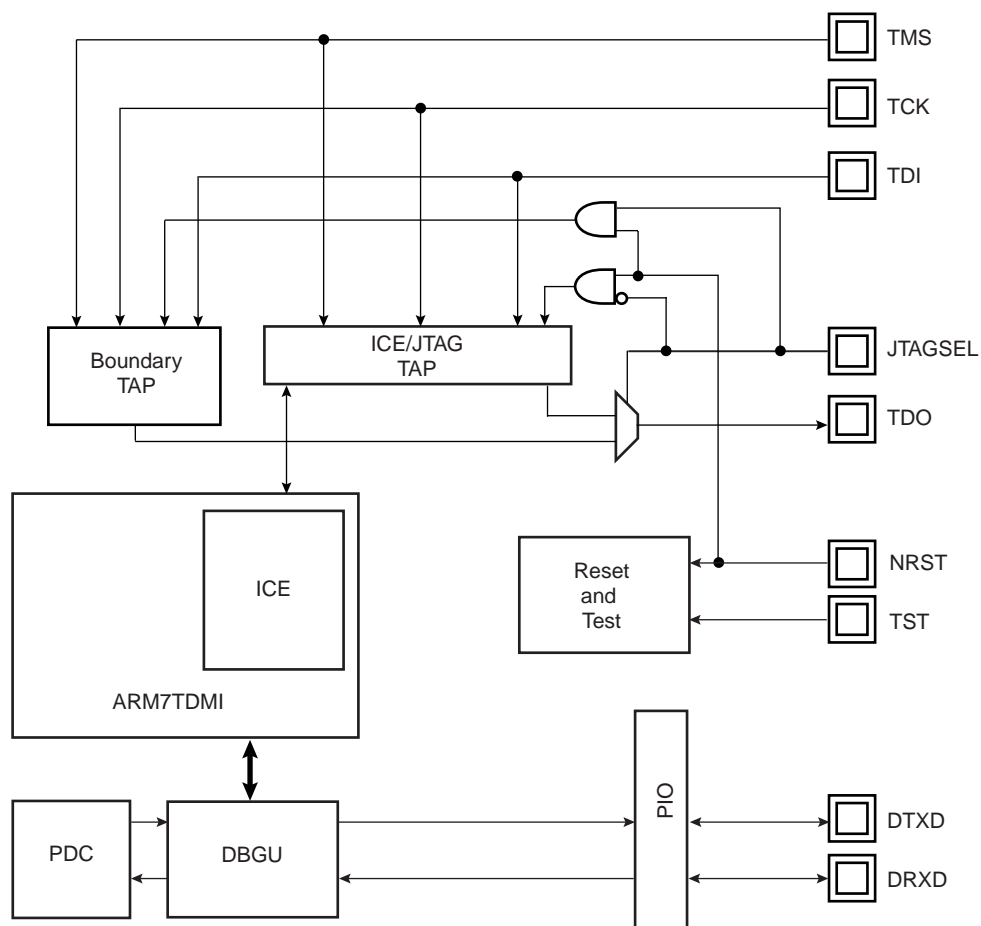 TMS
TCK
TDI
Boundary
TAP
ICE/JTAG
TAP
JTAGSEL
TDO
ICE
ARM7TDMI
Reset
and
Test
NRST
TST
PDC
DBGU
PIO
DTXD
DRXD